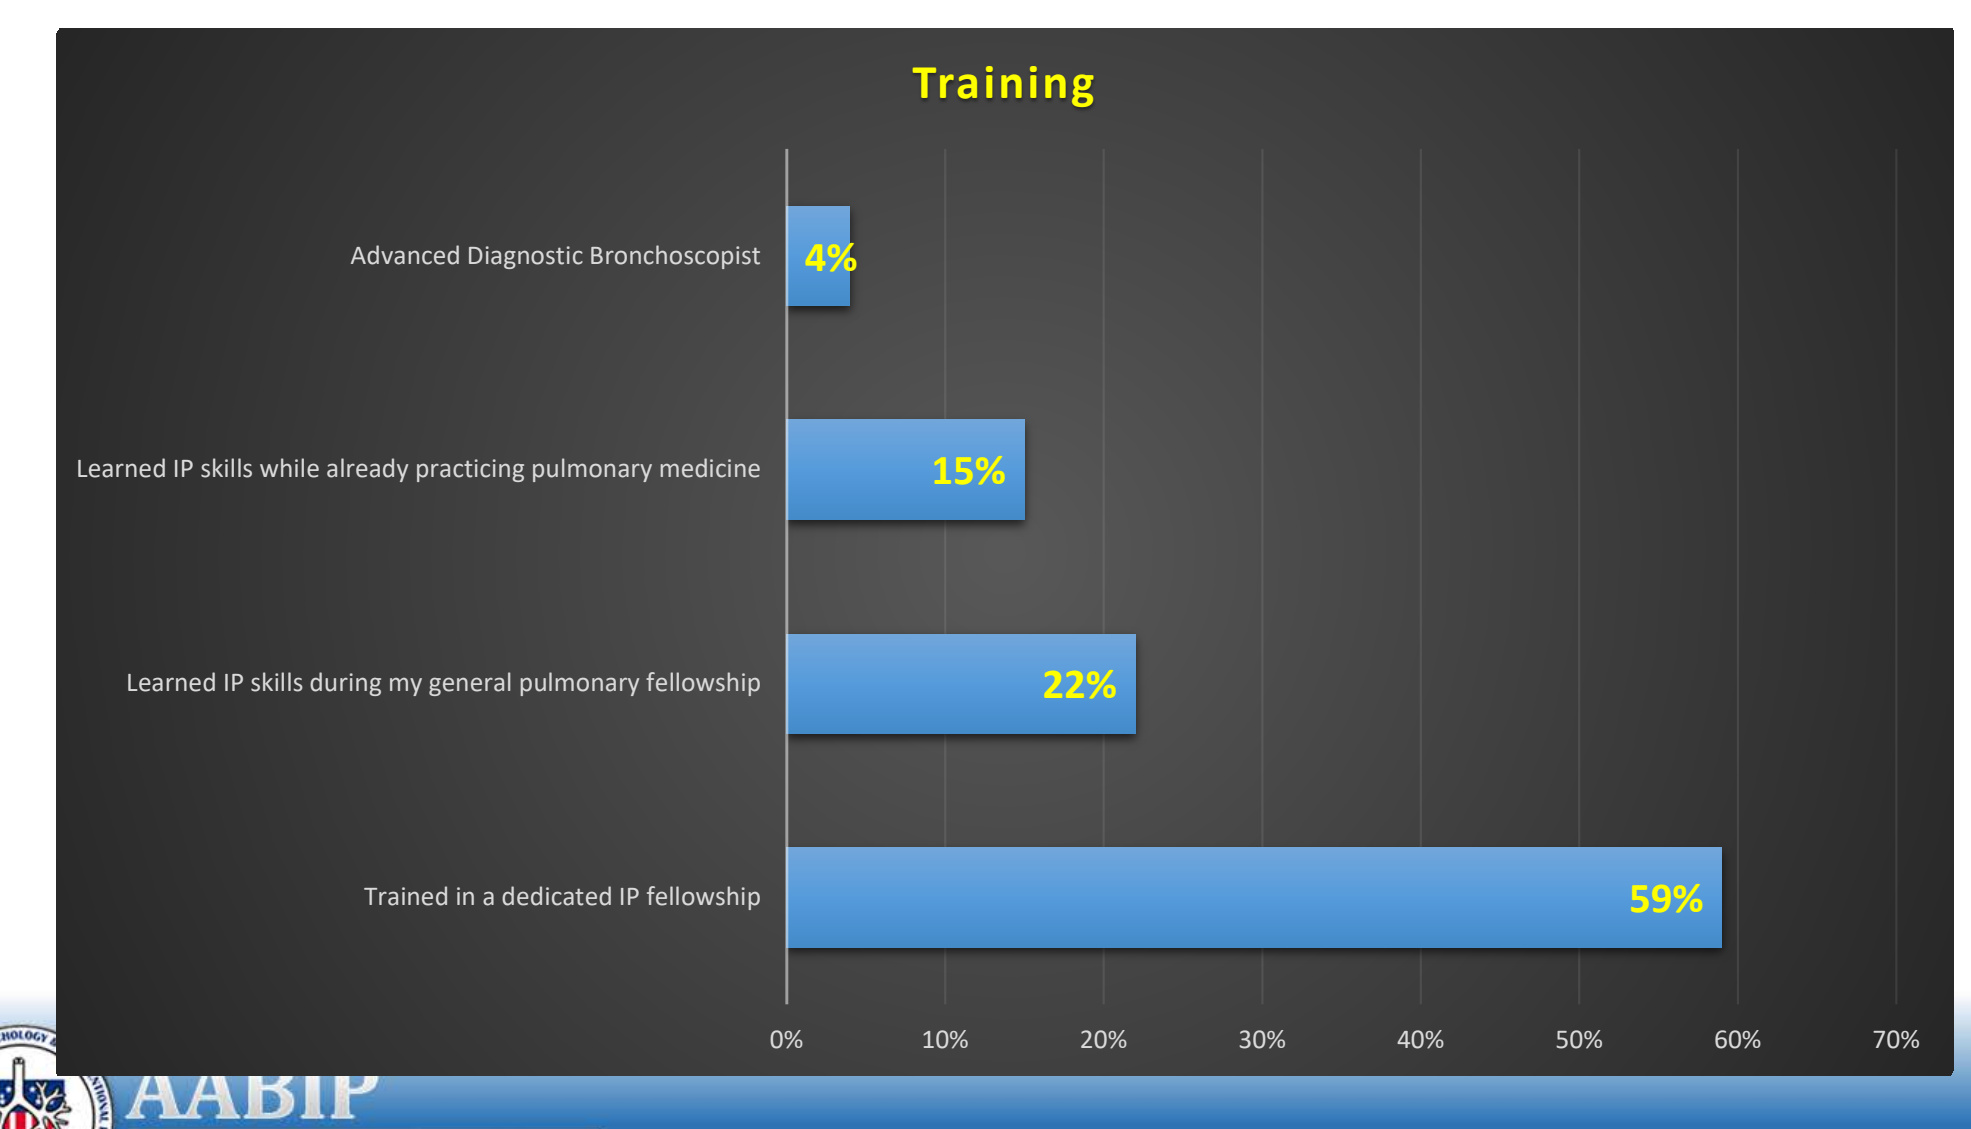 Training
Advanced Diagnostic Bronchoscopist
4%
Learned IP skills while already practicing pulmonary medicine
15%
Learned IP skills during my general pulmonary fellowship
22%
Trained in a dedicated IP fellowship
59%
0% 10% 20% 30% 40% 50% 60% 70%
AABIP